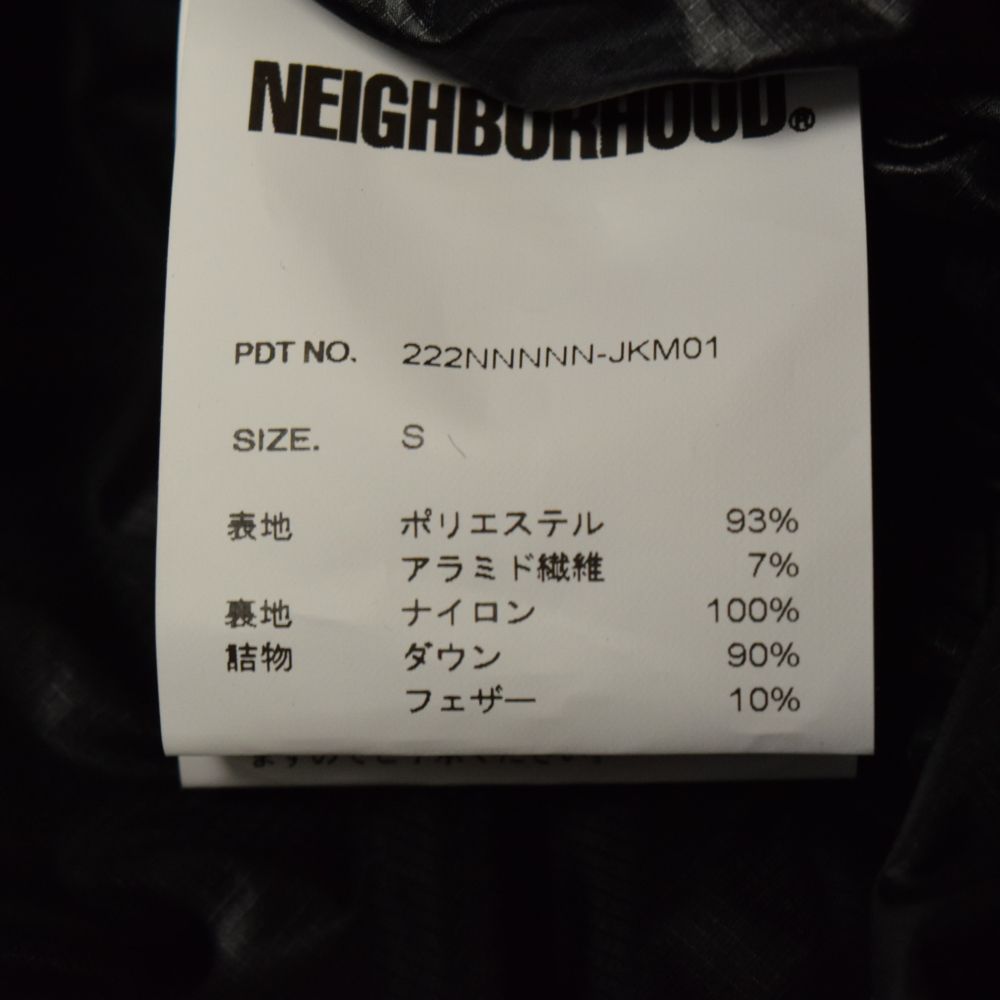 NEIGHBORHOOD®
PDT NO. 222NNNNN-JKM01
SIZE. S
表地 ポリエステル 93%
アラミド繊維 7%
裏地 ナイロン 100%
詰物 ダウン 90%
フェザー 10%